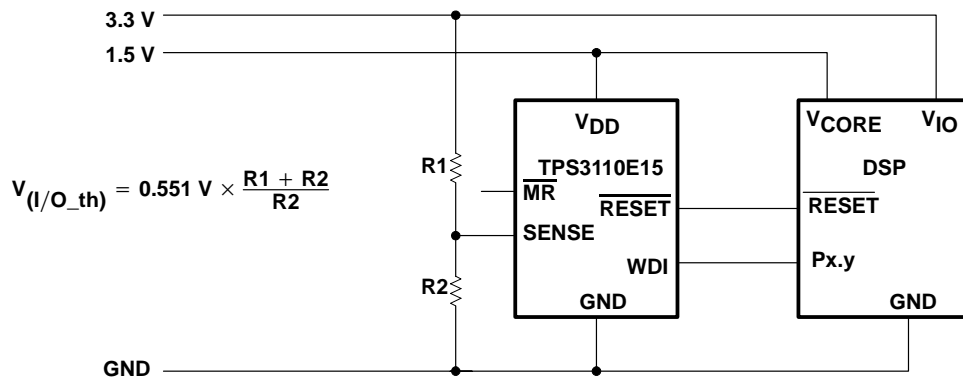 3.3 V
1.5 V
VDD
VCORE
VIO
R1
TPS3110E15
DSP
V(I/O_th) = 0.551 V × R1 + R2
R2
MR
RESET
RESET
SENSE
WDI
Px.y
R2
GND
GND
GND